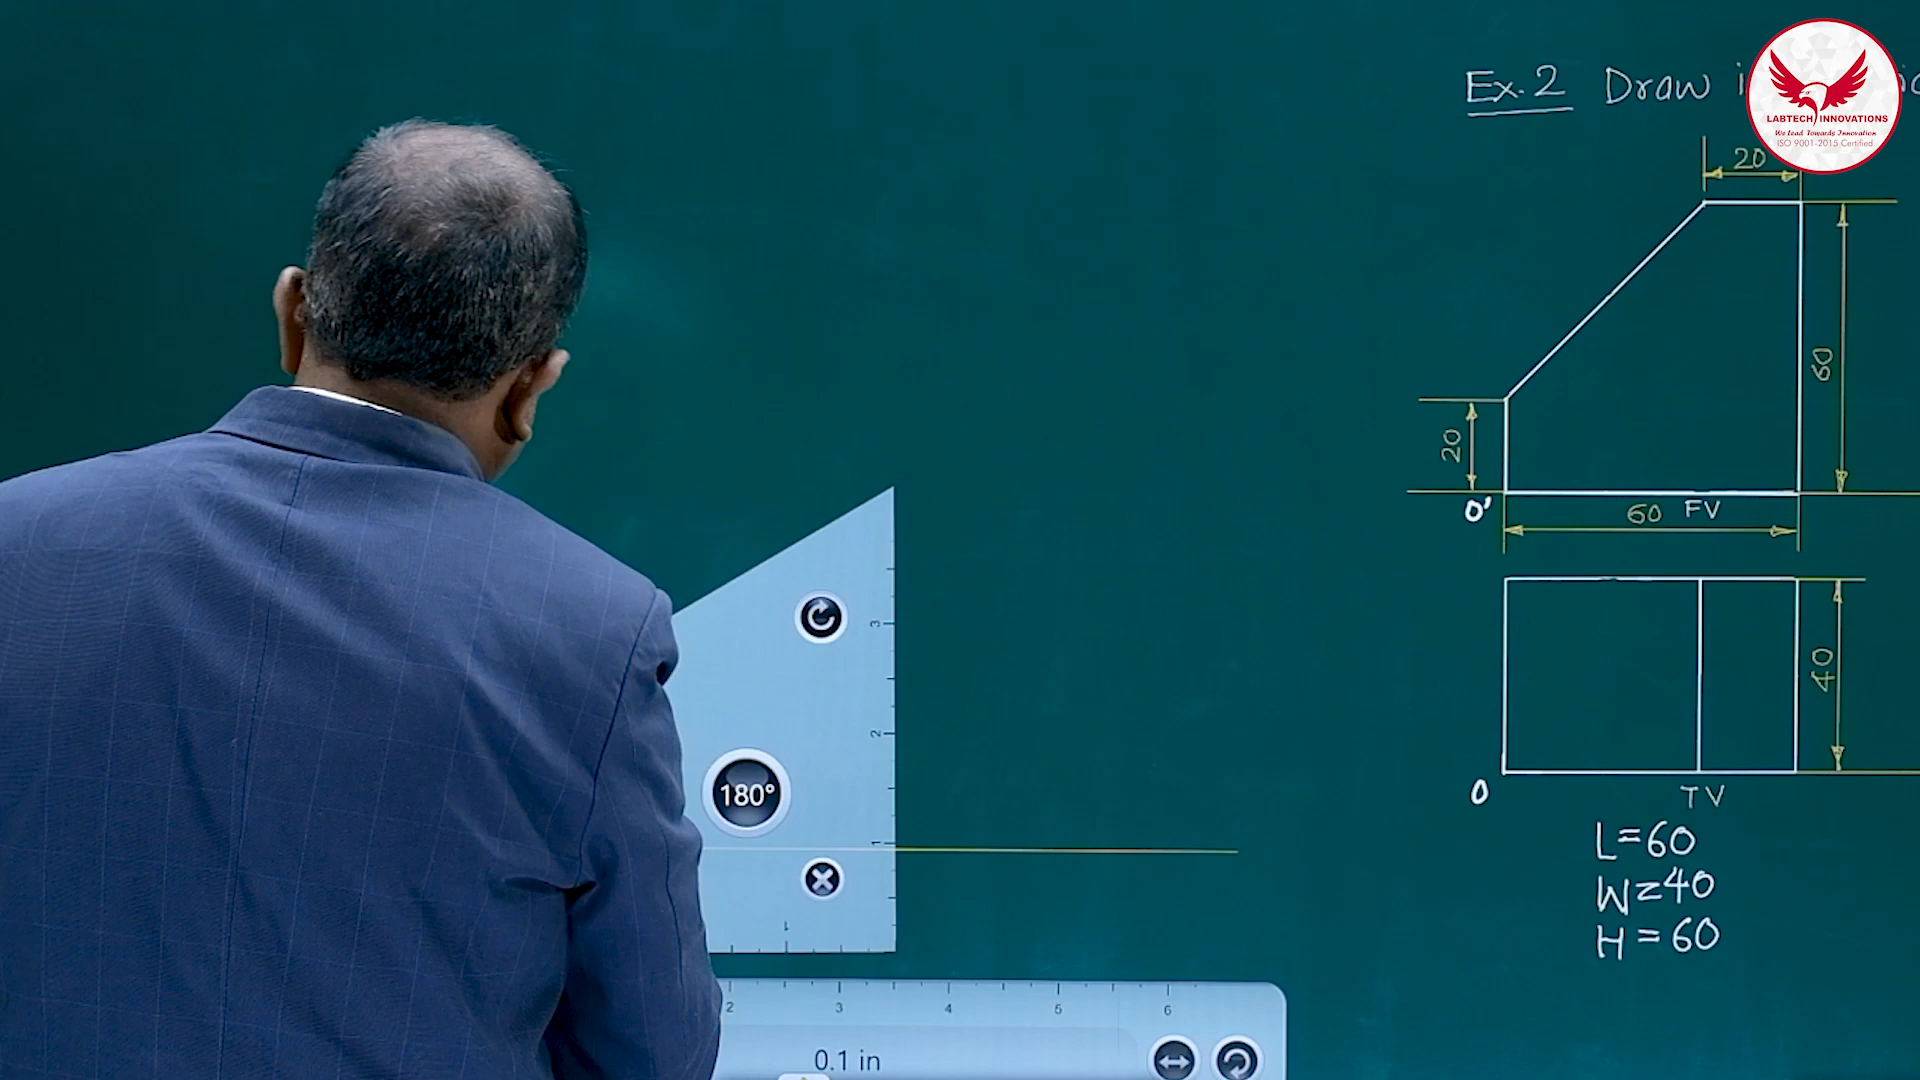 Ex.2 Draw
LABTECH INNOVATIONS
We Lead Towards Innovation
ISO 9001-2015 Certified
20
60
20
O'
60 FV
40
O
TV
L=60
W=40
H=60
3
2
180°
1
1
2 3 4 5 6
0.1 in